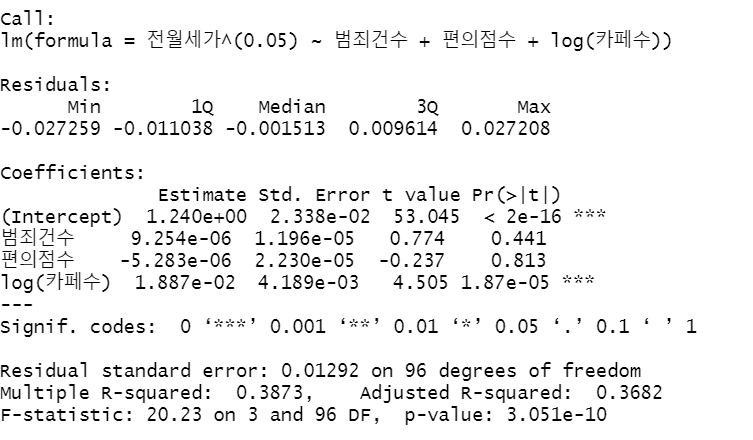 Call:
lm(formula = 전월세가^(0.05) ~ 범죄건수 + 편의점수 + log(카페수))
Residuals:
Min 1Q Median 3Q Max
-0.027259 -0.011038 -0.001513 0.009614 0.027208
Coefficients:
Estimate Std. Error t value Pr(>|t|)
(Intercept) 1.240e+00 2.338e-02 53.045 < 2e-16 ***
범죄건수 9.254e-06 1.196e-05 0.774 0.441
편의점수 -5.283e-06 2.230e-05 -0.237 0.813
log(카페수) 1.887e-02 4.189e-03 4.505 1.87e-05 ***
---
Signif. codes: 0 ‘***’ 0.001 ‘**’ 0.01 ‘*’ 0.05 ‘.’ 0.1 ‘ ’ 1
Residual standard error: 0.01292 on 96 degrees of freedom
Multiple R-squared: 0.3873, Adjusted R-squared: 0.3682
F-statistic: 20.23 on 3 and 96 DF, p-value: 3.051e-10